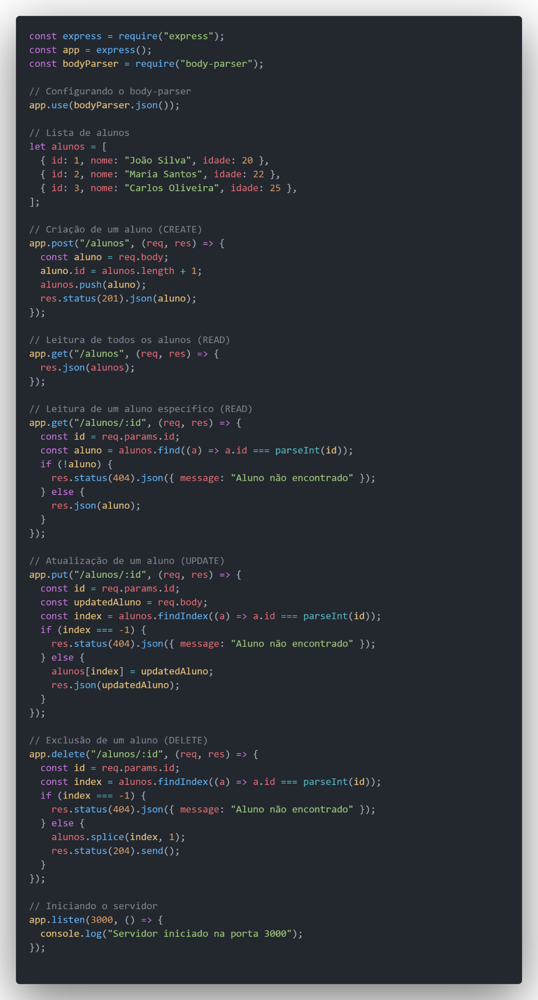 const express = require("express");
const app = express();
const bodyParser = require("body-parser");

// Configurando o body-parser
app.use(bodyParser.json());

// Lista de alunos
let alunos = [
  { id: 1, nome: "João Silva", idade: 20 },
  { id: 2, nome: "Maria Santos", idade: 22 },
  { id: 3, nome: "Carlos Oliveira", idade: 25 },
];

// Criação de um aluno (CREATE)
app.post("/alunos", (req, res) => {
  const aluno = req.body;
  aluno.id = alunos.length + 1;
  alunos.push(aluno);
  res.status(201).json(aluno);
});

// Leitura de todos os alunos (READ)
app.get("/alunos", (req, res) => {
  res.json(alunos);
});

// Leitura de um aluno específico (READ)
app.get("/alunos/:id", (req, res) => {
  const id = req.params.id;
  const aluno = alunos.find((a) => a.id === parseInt(id));
  if (!aluno) {
    res.status(404).json({ message: "Aluno não encontrado" });
  } else {
    res.json(aluno);
  }
});

// Atualização de um aluno (UPDATE)
app.put("/alunos/:id", (req, res) => {
  const id = req.params.id;
  const updatedAluno = req.body;
  const index = alunos.findIndex((a) => a.id === parseInt(id));
  if (index === -1) {
    res.status(404).json({ message: "Aluno não encontrado" });
  } else {
    alunos[index] = updatedAluno;
    res.json(updatedAluno);
  }
});

// Exclusão de um aluno (DELETE)
app.delete("/alunos/:id", (req, res) => {
  const id = req.params.id;
  const index = alunos.findIndex((a) => a.id === parseInt(id));
  if (index === -1) {
    res.status(404).json({ message: "Aluno não encontrado" });
  } else {
    alunos.splice(index, 1);
    res.status(204).send();
  }
});

// Iniciando o servidor
app.listen(3000, () => {
  console.log("Servidor iniciado na porta 3000");
});